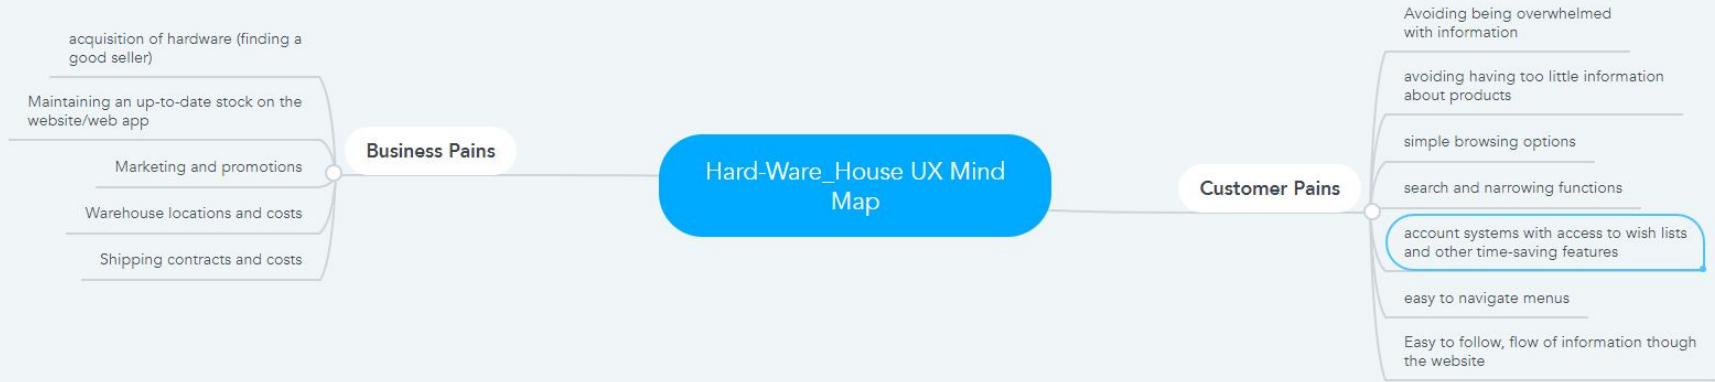 acquisition of hardware (finding a
good seller)
Maintaining an up-to-date stock on the
website/web app
Marketing and promotions
Warehouse locations and costs
Shipping contracts and costs
Business Pains
Hard-Ware_House UX Mind
Map
Customer Pains
Avoiding being overwhelmed
with information
avoiding having too little information
about products
simple browsing options
search and narrowing functions
account systems with access to wish lists
and other time-saving features
easy to navigate menus
Easy to follow, flow of information though
the website